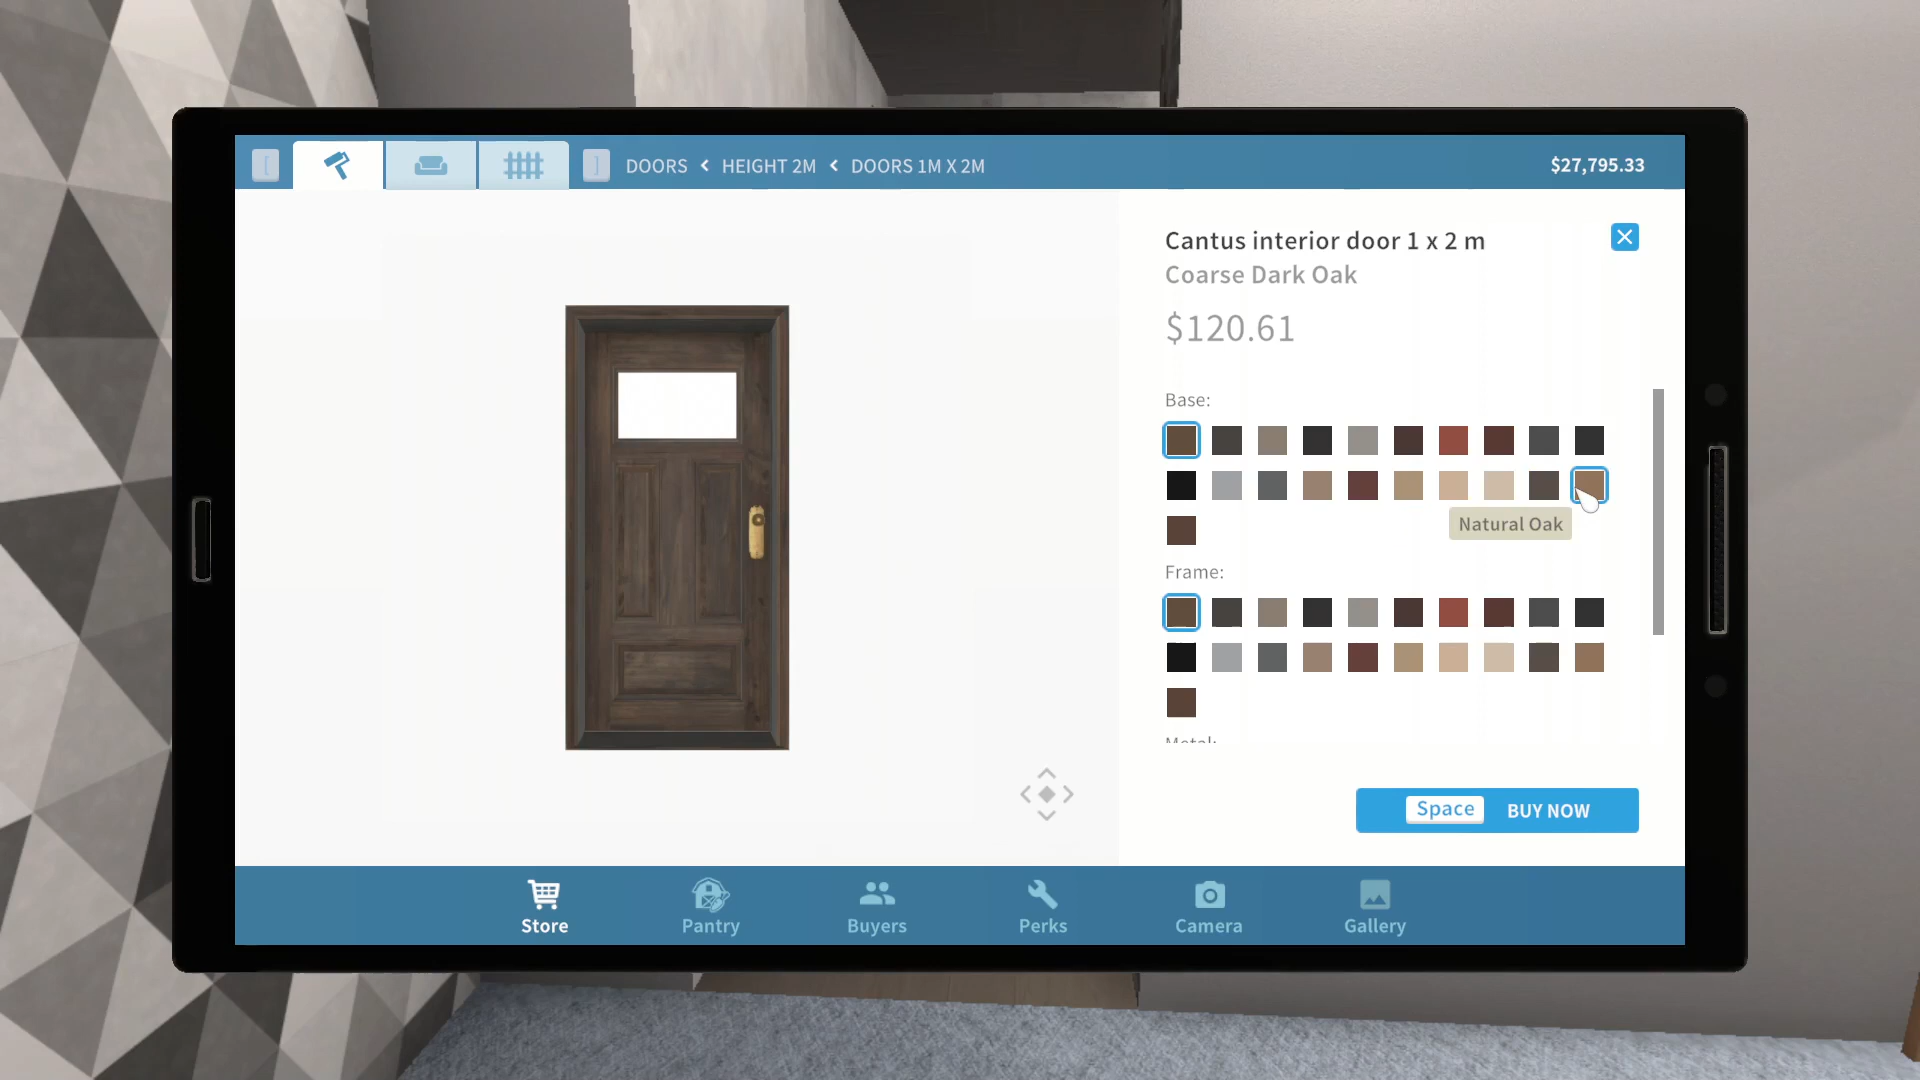 [
]
DOORS < HEIGHT 2M < DOORS 1M X 2M
$27,795.33
Cantus interior door 1 x 2 m
Coarse Dark Oak
$120.61
Base:
Natural Oak
Frame:
Metal:
Space BUY NOW
Store
Pantry
Buyers
Perks
Camera
Gallery